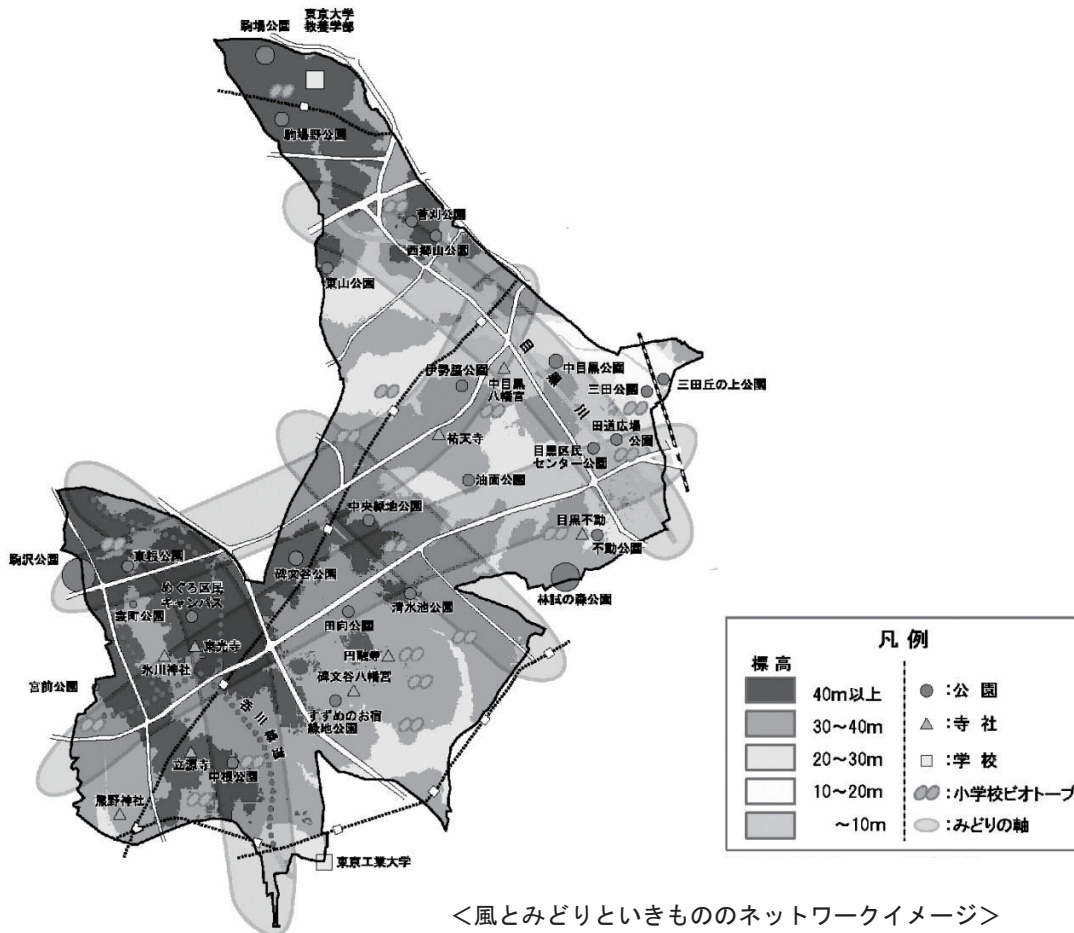 駒場公園
東京大学
教養学部
駒場野公園
菅刈公園
西郷山公園
東山公園
目黒川
伊勢脇公園
中目黒
八幡宮
中目黒公園
三田公園
三田丘の上公園
田道広場
公園
祐天寺
目黒区民
センター公園
油面公園
中央緑地公園
目黒不動
不動公園
駒沢公園
東根公園
碑文谷公園
めぐろ区民
キャンパス
清水池公園
林試の森公園
田向公園
東光寺
氷川神社
円融寺
宮前公園
碑文谷八幡宮
すずめのお宿
緑地公園
呑川緑道
立源寺
中根公園
熊野神社
東京工業大学
凡例
標高
40m以上
30～40m
20～30m
10～20m
～10m
:公園
:寺社
:学校
:小学校ビオトープ
:みどりの軸
＜風とみどりといきもののネットワークイメージ＞